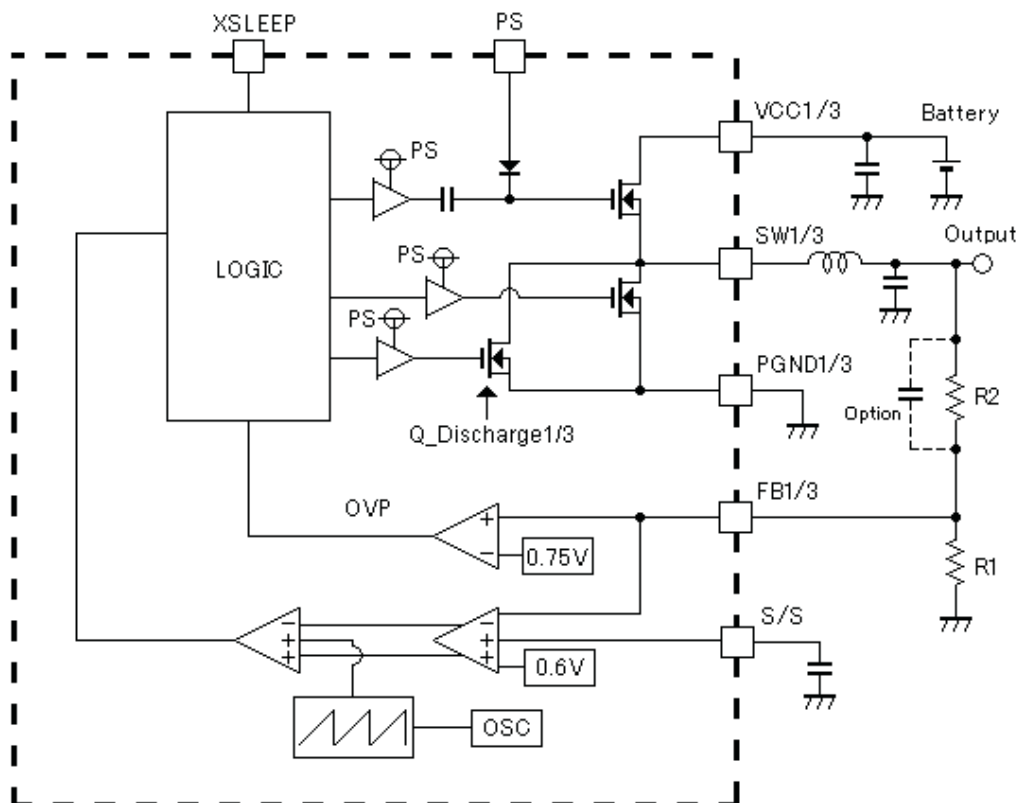 XSLEEP
PS
VCC1/3
Battery
PS
SW1/3
Output
LOGIC
PS
PS
PGND1/3
R2
Option
Q_Discharge1/3
FB1/3
OVP
+
−
0.75V
R1
S/S
−
+
+
−
+
+
0.6V
OSC